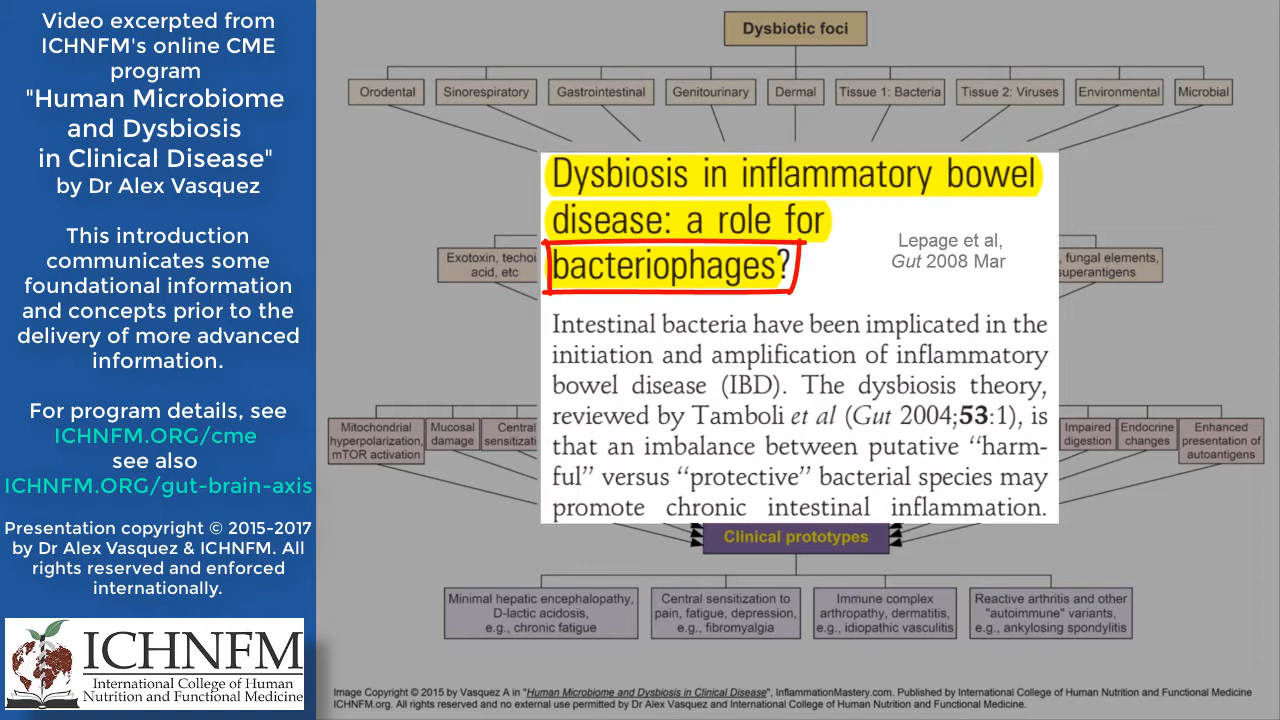 Video excerpted from
ICHNFM's online CME
program
"Human Microbiome
and Dysbiosis
in Clinical Disease"
by Dr Alex Vasquez
This introduction
communicates some
foundational information
and concepts prior to the
delivery of more advanced
information.
For program details, see
ICHNFM.ORG/cme
see also
ICHNFM.ORG/gut-brain-axis
Presentation copyright © 2015-2017
by Dr Alex Vasquez & ICHNFM. All
rights reserved and enforced
internationally.
ICHNFM
International College of Human
Nutrition and Functional Medicine
Dysbiotic foci
Orodental
Sinorespiratory
Gastrointestinal
Genitourinary
Dermal
Tissue 1: Bacteria
Tissue 2: Viruses
Environmental
Microbial
Dysbiosis in inflammatory bowel
disease: a role for
bacteriophages?
Lepage et al,
Gut 2008 Mar
Exotoxin,
acid, etc
fungal elements,
superantigens
Intestinal bacteria have been implicated in the
initiation and amplification of inflammatory
bowel disease (IBD). The dysbiosis theory,
reviewed by Tamboli et al (Gut 2004;53:1), is
that an imbalance between putative “harm-
ful” versus “protective” bacterial species may
promote chronic intestinal inflammation.
Mitochondrial
hyperpolarization,
mTOR activation
Mucosal
damage
Central
Impaired
digestion
Endocrine
changes
Enhanced
presentation of
autoantigens
Clinical prototypes
Minimal hepatic encephalopathy,
D-lactic acidosis,
e.g., chronic fatigue
Central sensitization to
pain, fatigue, depression,
e.g., fibromyalgia
Immune complex
arthropathy, dermatitis,
e.g., idiopathic vasculitis
Reactive arthritis and other
"autoimmune" variants,
e.g., ankylosing spondylitis
Image Copyright © 2015 by Vasquez A in "Human Microbiome and Dysbiosis in Clinical Disease", InflammationMastery.com. Published by International College of Human Nutrition and Functional Medicine
ICHNFM.org. All rights reserved and no external use permitted by Dr Alex Vasquez and International College of Human Nutrition and Functional Medicine.